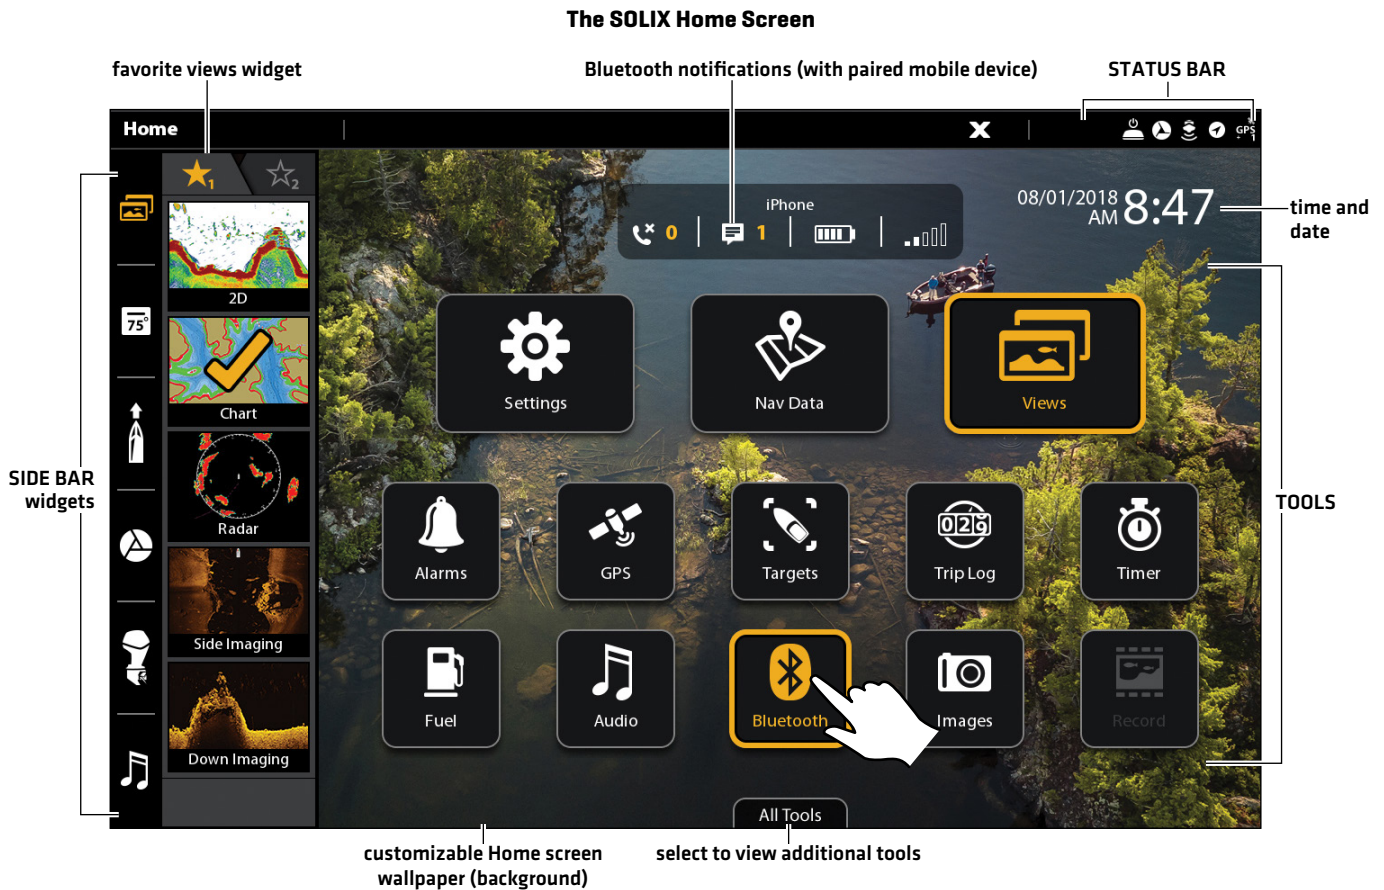 The SOLIX Home Screen
favorite views widget
Bluetooth notifications (with paired mobile device)
STATUS BAR
Home
X
GPS
1
2
iPhone
0
1
08/01/2018
AM
8:47
time and
date
2D
75°
Settings
Nav Data
Views
Chart
SIDE BAR
widgets
Radar
029
TOOLS
Alarms
GPS
Targets
Trip Log
Timer
Side Imaging
Fuel
Audio
Bluetooth
Images
Record
Down Imaging
All Tools
customizable Home screen
wallpaper (background)
select to view additional tools